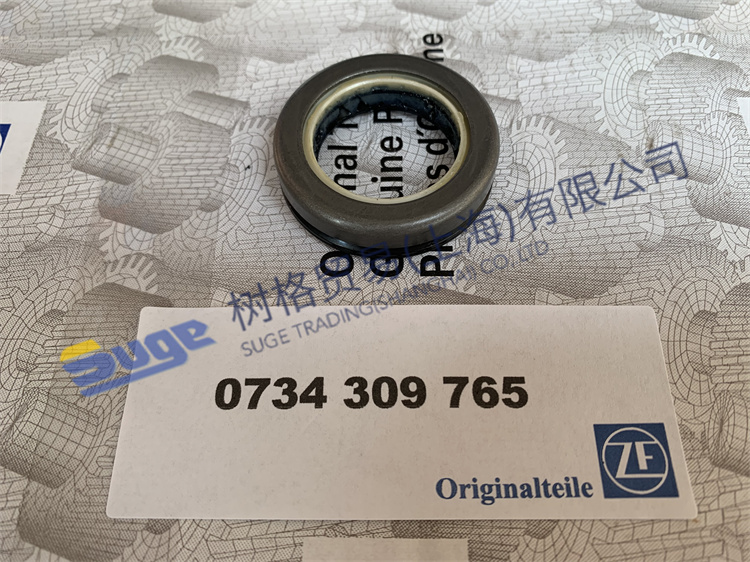 Suge 树格贸易(上海)有限公司
SUGE TRADING(SHANGHAI CO.,LTD
0734 309 765
Originalteile ZF